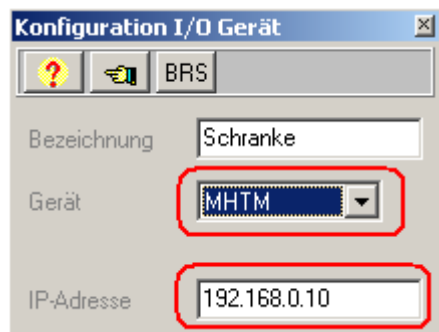 Konfiguration I/O Gerät
? BRS
Bezeichnung Schranke
Gerät MHTM
IP-Adresse 192.168.0.10